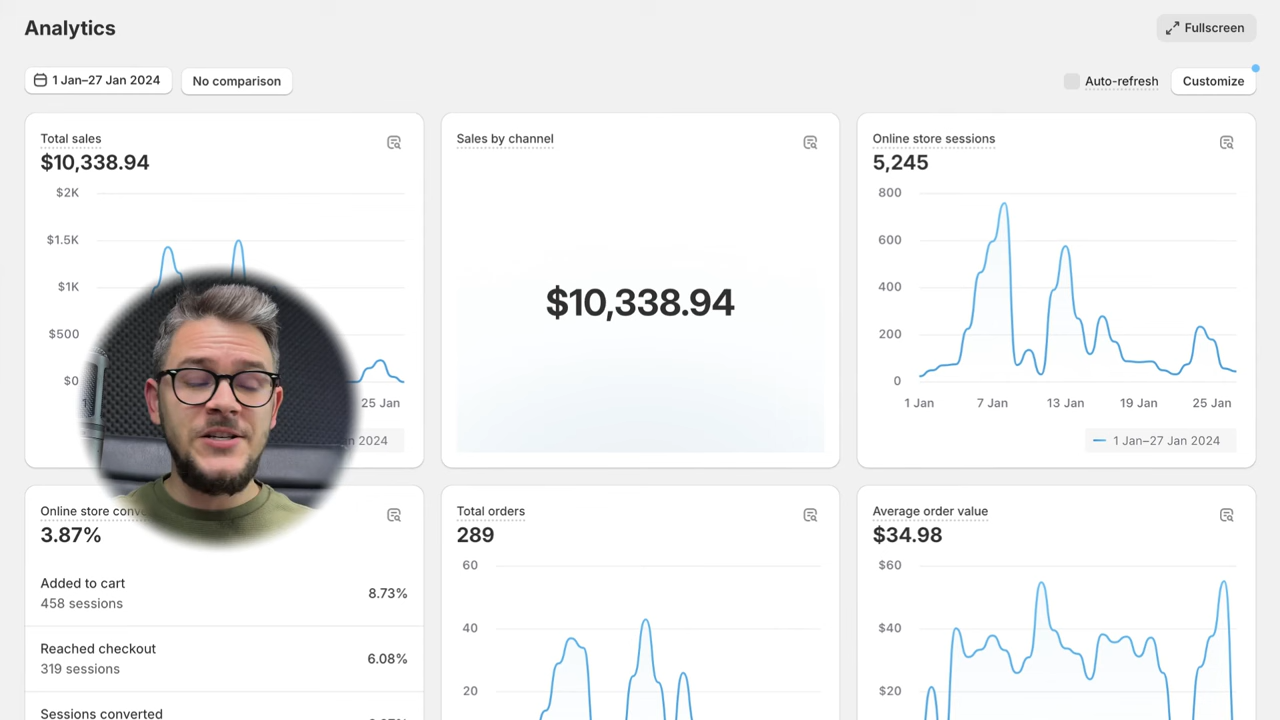 Analytics
Fullscreen
1 Jan–27 Jan 2024
No comparison
Auto-refresh
Customize
Total sales
$10,338.94
$2K
$1.5K
$1K
$500
$0
25 Jan
2024
Sales by channel
$10,338.94
Online store sessions
5,245
800
600
400
200
0
1 Jan
7 Jan
13 Jan
19 Jan
25 Jan
1 Jan–27 Jan 2024
Online store
3.87%
Added to cart
458 sessions
8.73%
Reached checkout
319 sessions
6.08%
Sessions converted
Total orders
289
60
40
20
Average order value
$34.98
$60
$40
$20